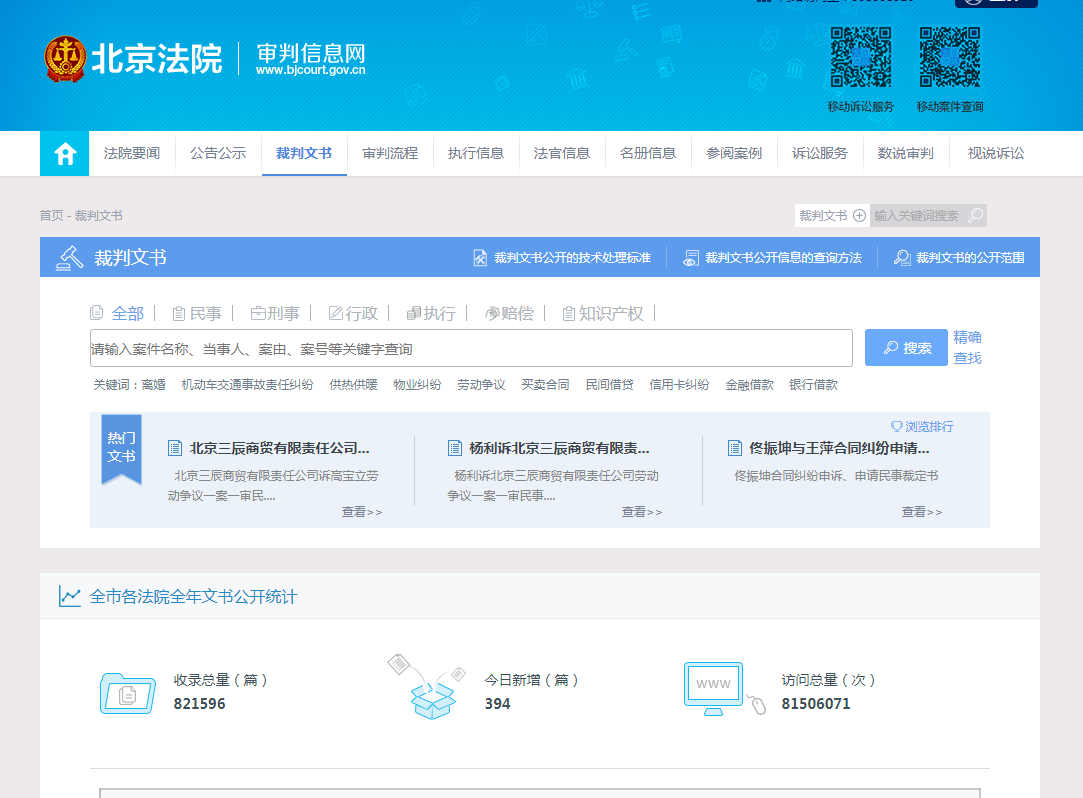 北京法院
审判信息网
www.bjcourt.gov.cn
移动诉讼服务 移动案件查询
法院要闻 公告公示 裁判文书 审判流程 执行信息 法官信息 名册信息 参阅案例 诉讼服务 数说审判 视说诉讼
首页 - 裁判文书
裁判文书 输入关键词搜索
裁判文书
裁判文书公开的技术处理标准 裁判文书公开信息的查询方法 裁判文书的公开范围
全部 民事 刑事 行政 执行 赔偿 知识产权
请输入案件名称、当事人、案由、案号等关键字查询
搜索
精确
查找
关键词：离婚 机动车交通事故责任纠纷 供热供暖 物业纠纷 劳动争议 买卖合同 民间借贷 信用卡纠纷 金融借款 银行借款
热门
文书
浏览排行
北京三辰商贸有限责任公司...
北京三辰商贸有限责任公司诉高宝立劳
动争议一案一审民....
查看>>
杨利诉北京三辰商贸有限责...
杨利诉北京三辰商贸有限责任公司劳动
争议一案一审民事....
查看>>
佟振坤与王萍合同纠纷申请...
佟振坤合同纠纷申诉、申请民事裁定书
查看>>
全市各法院全年文书公开统计
收录总量（篇）
821596
今日新增（篇）
394
WWW
访问总量（次）
81506071